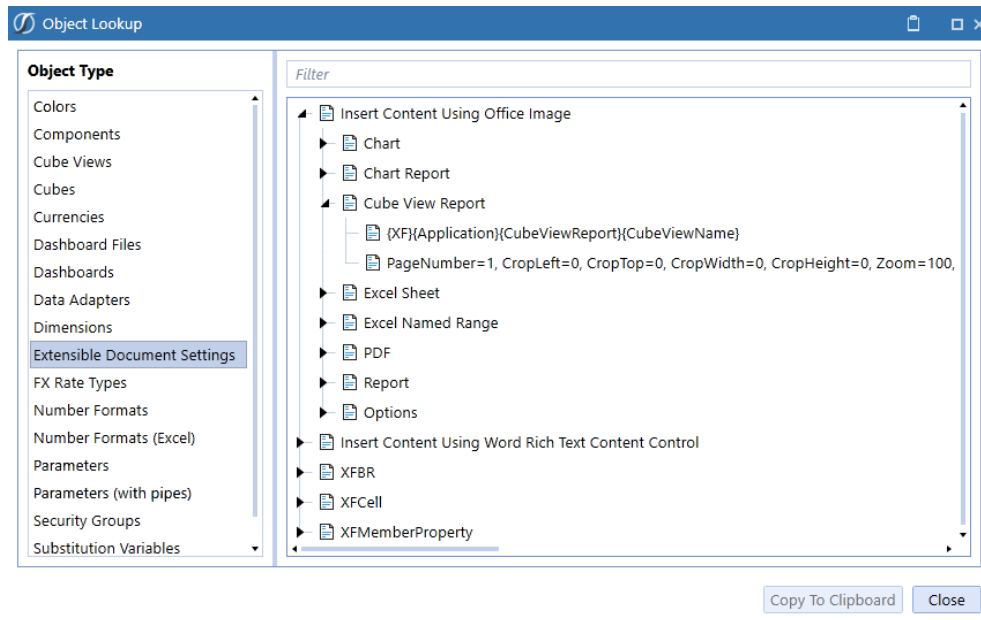 Object Lookup
Object Type
Colors
Components
Cube Views
Cubes
Currencies
Dashboard Files
Dashboards
Data Adapters
Dimensions
Extensible Document Settings
FX Rate Types
Number Formats
Number Formats (Excel)
Parameters
Parameters (with pipes)
Security Groups
Substitution Variables
Filter
Insert Content Using Office Image
Chart
Chart Report
Cube View Report
{XF}{Application}{CubeViewReport}{CubeViewName}
PageNumber=1, CropLeft=0, CropTop=0, CropWidth=0, CropHeight=0, Zoom=100,
Excel Sheet
Excel Named Range
PDF
Report
Options
Insert Content Using Word Rich Text Content Control
XFBR
XFCell
XFMemberProperty
Copy To Clipboard
Close